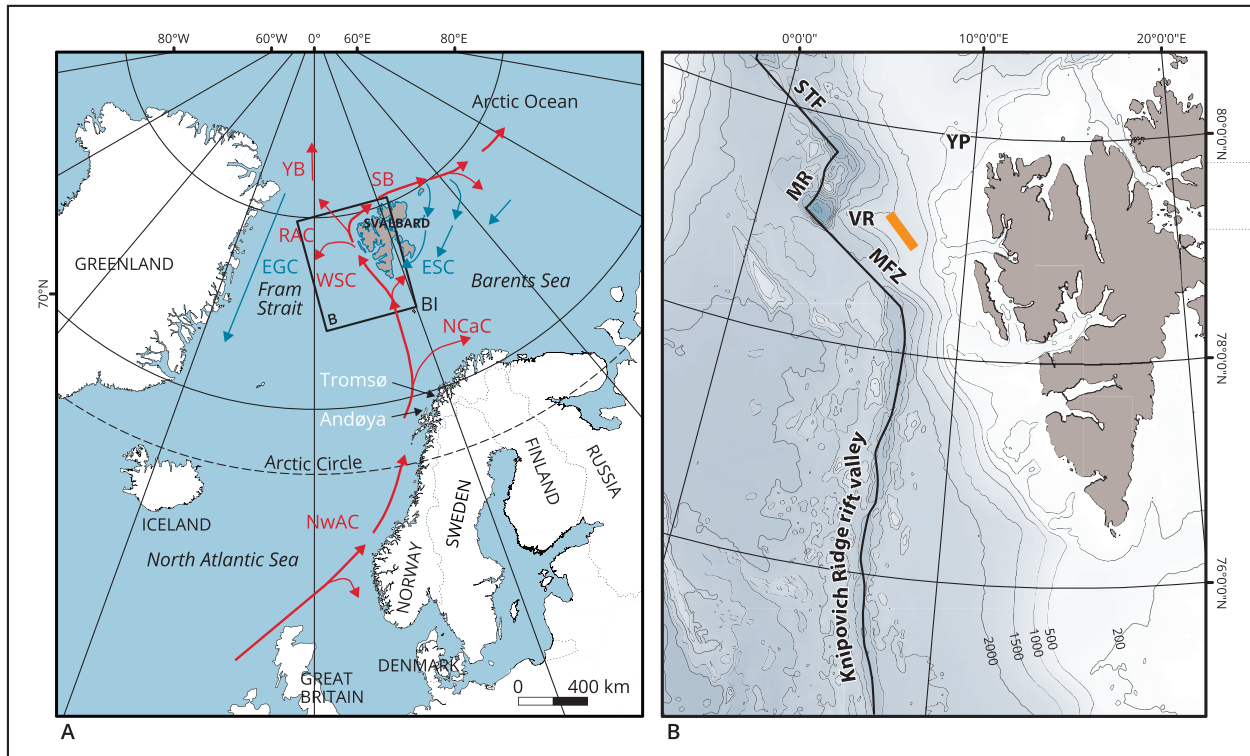 80°W
60°W
0°
60°E
80°E
Arctic Ocean
YB
SB
SVALBARD
RAC
GREENLAND
EGC
WSC
ESC
Fram
Strait
Barents Sea
70°N
BI
B
NCaC
Tromsø
Andøya
Arctic Circle
FINLAND
RUSSIA
SWEDEN
ICELAND
NwAC
North Atlantic Sea
NORWAY
DENMARK
GREAT
BRITAIN
0 400 km
A
0°0'0"
10°0'0"E
20°0'0"E
STF
YP
80°0'0"N
MR
VR
MFZ
78°0'0"N
Knipovich Ridge rift valley
76°0'0"N
2000
1500
1000
500
200
B